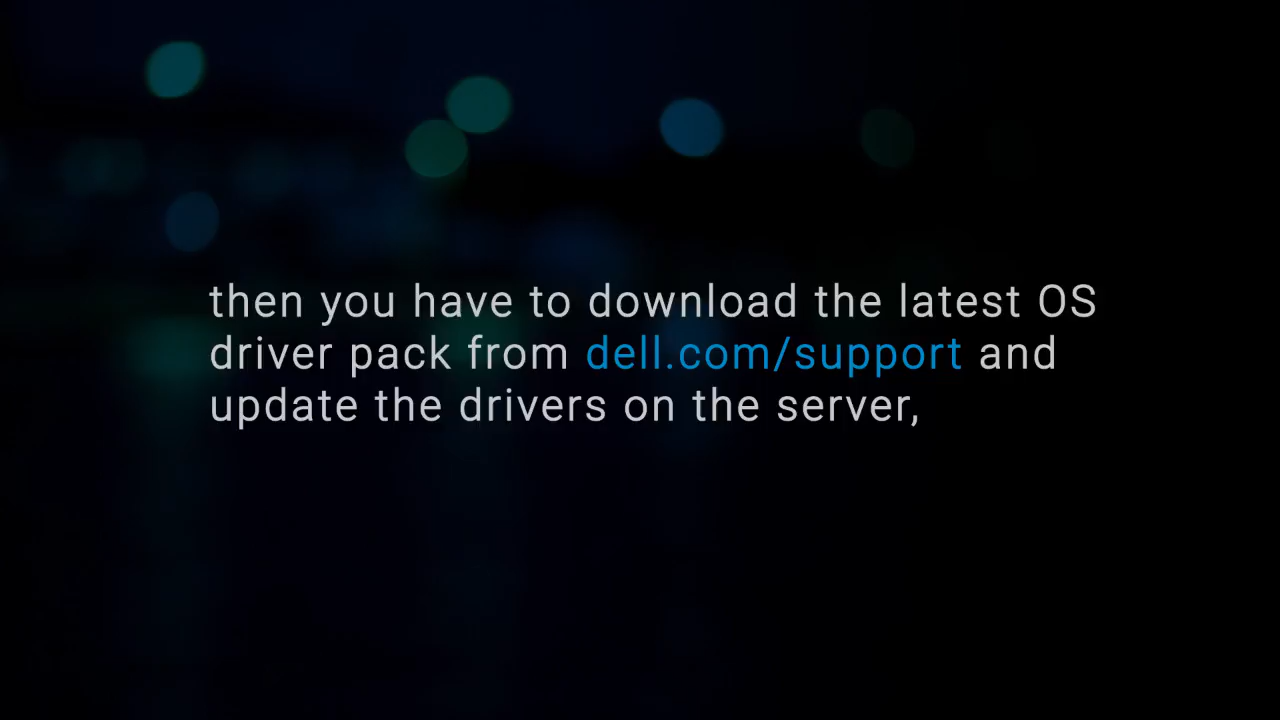 then you have to download the latest OS
driver pack from dell.com/support and
update the drivers on the server,